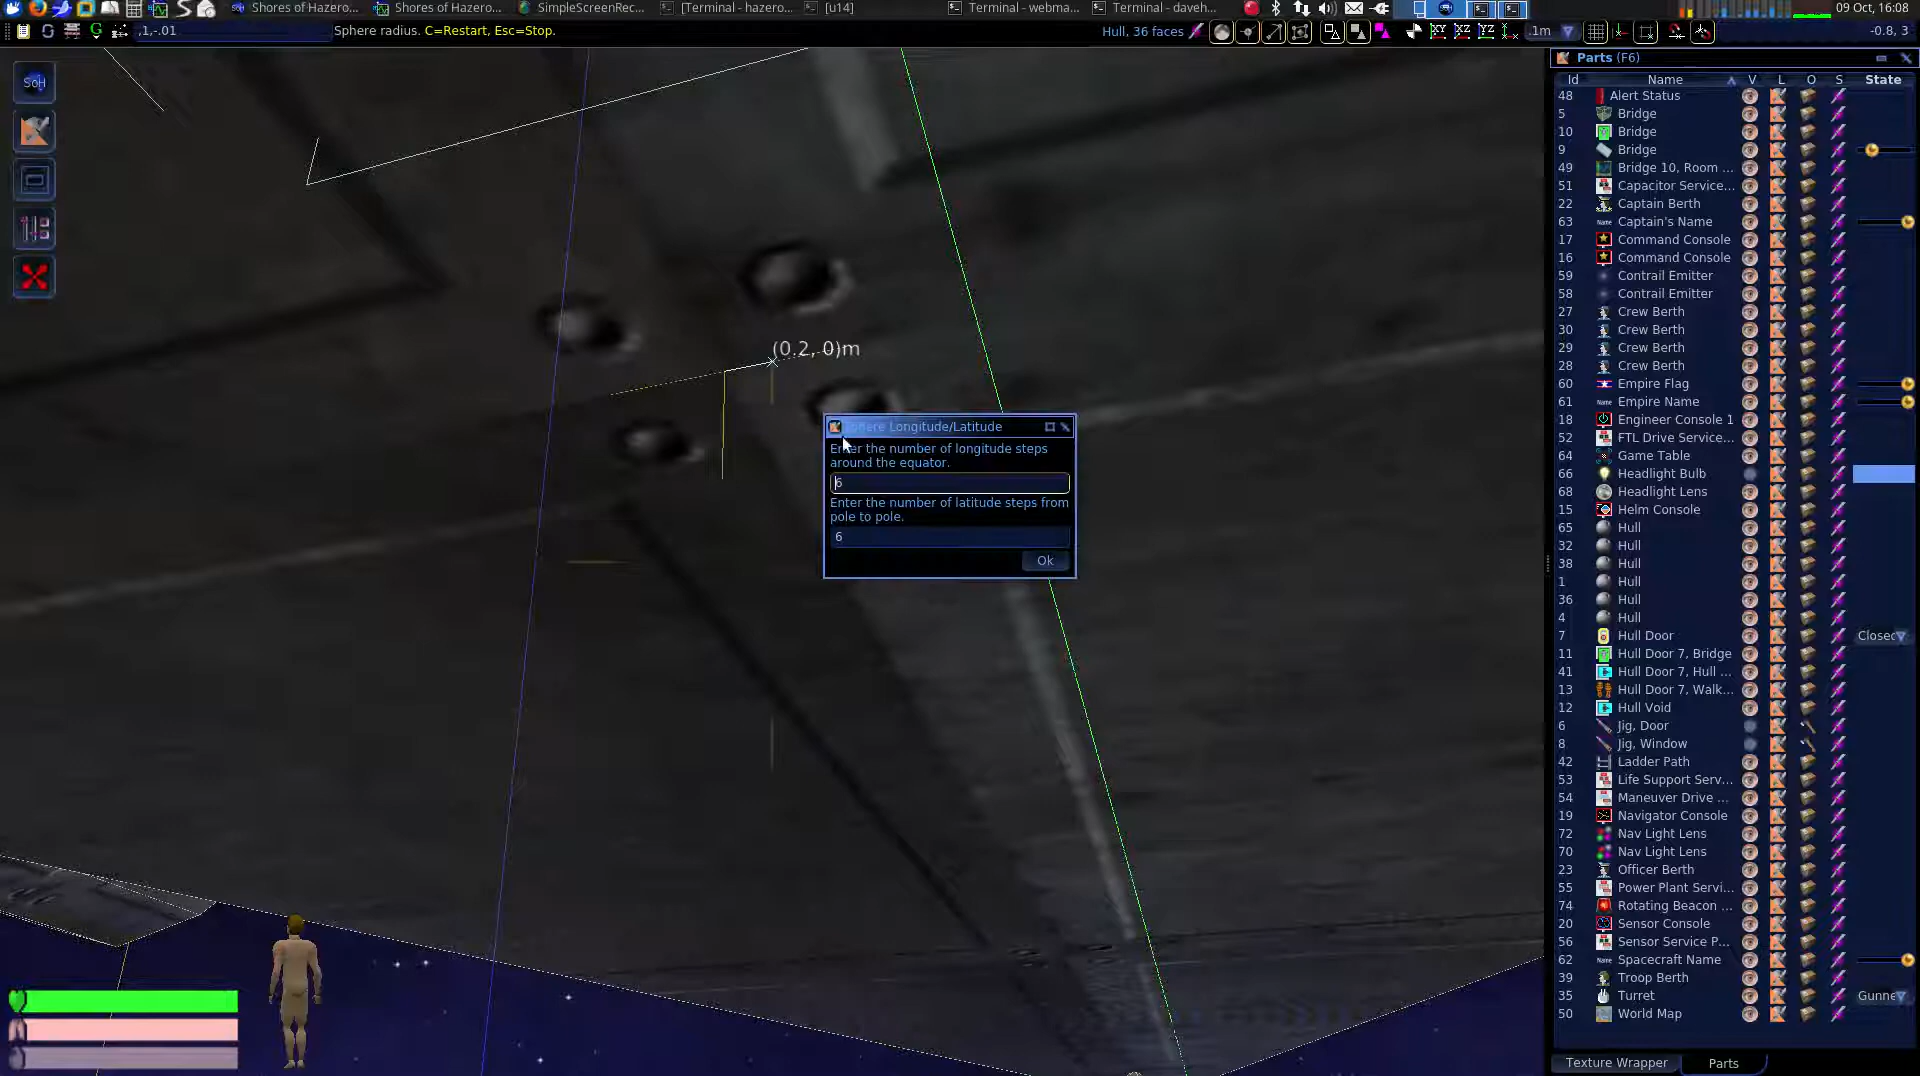 Shores of Hazero...
Shores of Hazero...
SimpleScreenRec...
[Terminal - hazero...
[u14]
Terminal - webma...
Terminal - daveh...
09 Oct, 16:08
,1,-.01
Sphere radius. C=Restart, Esc=Stop.
Hull, 36 faces
XY
XZ
YZ
.1m
-0.8, 3
SoH
Parts (F6)
Id Name V L O S State
48 Alert Status
5 Bridge
10 Bridge
9 Bridge
49 Bridge 10, Room ...
51 Capacitor Service...
22 Captain Berth
63 Name Captain's Name
17 Command Console
16 Command Console
59 Contrail Emitter
58 Contrail Emitter
27 Crew Berth
30 Crew Berth
29 Crew Berth
28 Crew Berth
60 Empire Flag
61 Name Empire Name
18 Engineer Console 1
52 FTL Drive Service...
64 Game Table
66 Headlight Bulb
68 Headlight Lens
15 Helm Console
65 Hull
32 Hull
38 Hull
1 Hull
36 Hull
4 Hull
7 Hull Door Closed
11 Hull Door 7, Bridge
41 Hull Door 7, Hull ...
13 Hull Door 7, Walk...
12 Hull Void
6 Jig, Door
8 Jig, Window
42 Ladder Path
53 Life Support Serv...
54 Maneuver Drive ...
19 Navigator Console
72 Nav Light Lens
70 Nav Light Lens
23 Officer Berth
55 Power Plant Servi...
74 Rotating Beacon ...
20 Sensor Console
56 Sensor Service P...
62 Name Spacecraft Name
39 Troop Berth
35 Turret Gunne
50 World Map
Texture Wrapper Parts
(0.2, 0)m
Sphere Longitude/Latitude
Enter the number of longitude steps
around the equator.
6
Enter the number of latitude steps from
pole to pole.
6
Ok